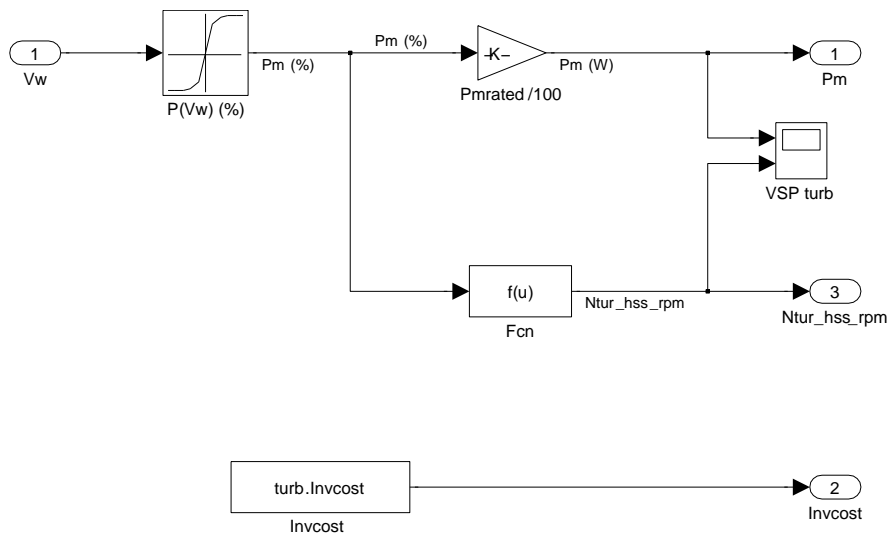 1
Vw
P(Vw) (%)
Pm (%)
Pm (%)
-K-
Pmrated /100
Pm (W)
1
Pm
VSP turb
f(u)
Fcn
Ntur_hss_rpm
3
Ntur_hss_rpm
turb.Invcost
Invcost
2
Invcost